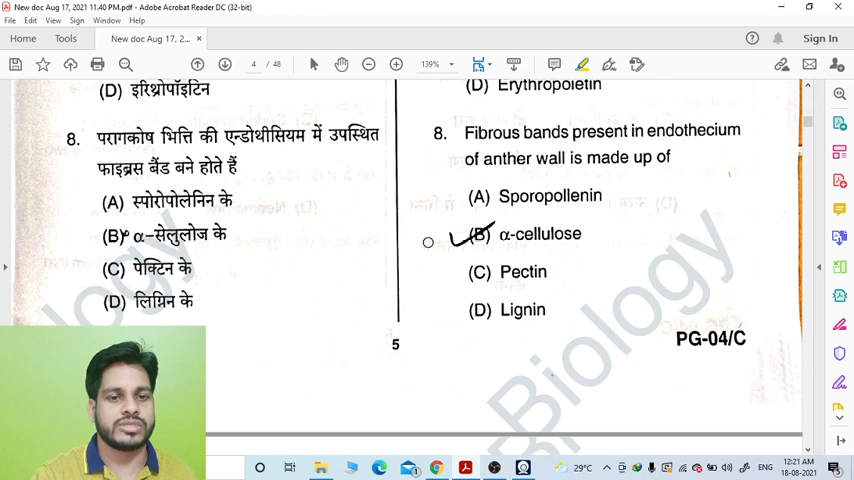 New doc Aug 17, 2021 11.40 PM.pdf - Adobe Acrobat Reader DC (32-bit)
File Edit View Sign Window Help
Home Tools New doc Aug 17, 2... × Sign In
4 / 48 139%
(D) इरिथ्रोपॉइटिन
8. परागकोष भित्ति की एन्डोथीसियम में उपस्थित
फाइब्रस बैंड बने होते हैं
(A) स्पोरोपोलेनिन के
(B) α–सेलुलोज के
(C) पेक्टिन के
(D) लिग्निन के
(D) Erythropoietin
8. Fibrous bands present in endothecium
of anther wall is made up of
(A) Sporopollenin
(B) α-cellulose
(C) Pectin
(D) Lignin
5
PG-04/C
Biology
Biology
29°C ENG 12:21 AM
18-08-2021